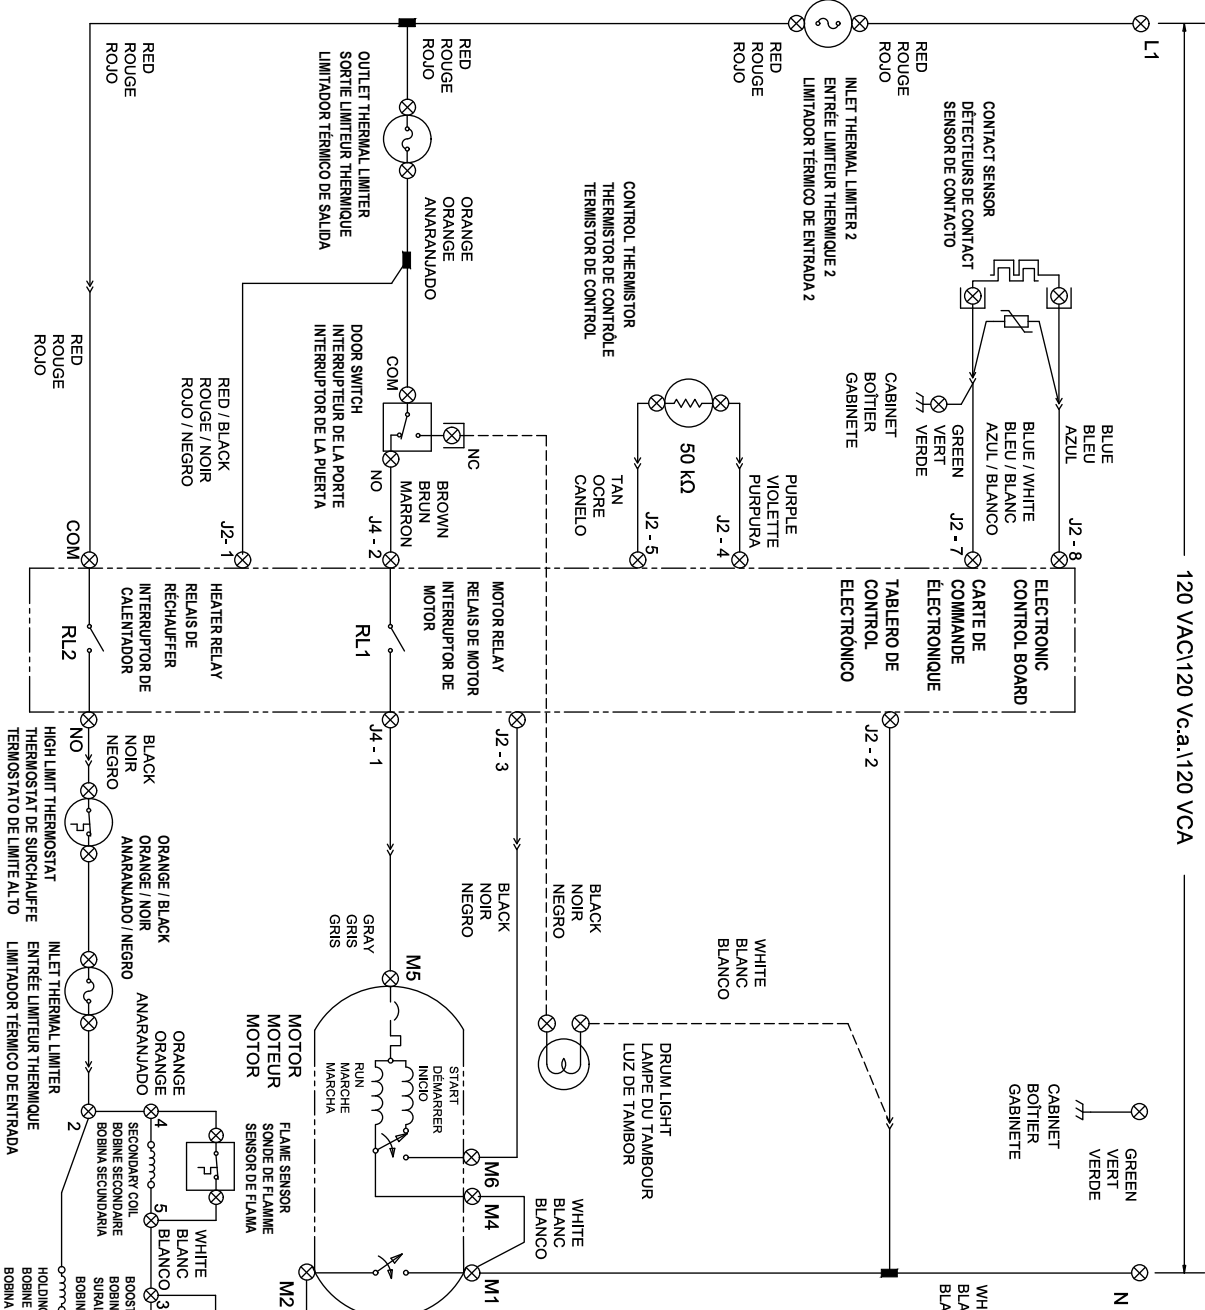 120 VAC\120 Vc.a.\120 VCA
L1
RED
ROUGE
ROJO
INLET THERMAL LIMITER 2
ENTRÉE LIMITEUR THERMIQUE 2
LIMITADOR TÉRMICO DE ENTRADA 2
RED
ROUGE
ROJO
RED
ROUGE
ROJO
RED
ROUGE
ROJO
CONTACT SENSOR
DÊTECTEURS DE CONTACT
SENSOR DE CONTACTO
BLUE
BLEU
AZUL
BLUE / WHITE
BLEU / BLANC
AZUL / BLANCO
GREEN
VERT
VERDE
CABINET
BOÎTIER
GABINETE
J2 - 8
J2 - 7
CONTROL THERMISTOR
THERMISTOR DE CONTRÔLE
TERMISTOR DE CONTROL
50 kΩ
PURPLE
VIOLETTE
PURPURA
TAN
OCRE
CANELO
J2 - 4
J2 - 5
OUTLET THERMAL LIMITER
SORTIE LIMITEUR THERMIQUE
LIMITADOR TÉRMICO DE SALIDA
ORANGE
ORANGE
ANARANJADO
DOOR SWITCH
INTERRUPTEUR DE LA PORTE
INTERRUPTOR DE LA PUERTA
COM
NC
NO
BROWN
BRUN
MARRON
J4 - 2
RED / BLACK
ROUGE / NOIR
ROJO / NEGRO
J2- 1
RED
ROUGE
ROJO
COM
ELECTRONIC
CONTROL BOARD
CARTE DE
COMMANDE
ÉLECTRONIQUE
TABLERO DE
CONTROL
ELECTRÓNICO
MOTOR RELAY
RELAIS DE MOTOR
INTERRUPTOR DE
MOTOR
RL1
HEATER RELAY
RELAIS DE
RÉCHAUFFER
INTERRUPTOR DE
CALENTADOR
RL2
J2 - 2
J2 - 3
J4 - 1
NO
BLACK
NOIR
NEGRO
HIGH LIMIT THERMOSTAT
THERMOSTAT DE SURCHAUFFE
TERMOSTATO DE LIMITE ALTO
ORANGE / BLACK
ORANGE / NOIR
ANARANJADO / NEGRO
INLET THERMAL LIMITER
ENTRÉE LIMITEUR THERMIQUE
LIMITADOR TÉRMICO DE ENTRADA
ORANGE
ORANGE
ANARANJADO
BLACK
NOIR
NEGRO
BLACK
NOIR
NEGRO
GRAY
GRIS
GRIS
WHITE
BLANC
BLANCO
DRUM LIGHT
LAMPE DU TAMBOUR
LUZ DE TAMBOR
CABINET
BOÎTIER
GABINETE
GREEN
VERT
VERDE
M5
MOTOR
MOTEUR
MOTOR
START
DÉMARRER
INICIO
RUN
MARCHE
MARCHA
M6
M4
WHITE
BLANC
BLANCO
M1
M2
N
WH
BLA
BLA
FLAME SENSOR
SONDE DE FLAMME
SENSOR DE FLAMA
2
4
SECONDARY COIL
BOBINE SECONDAIRE
BOBINA SECUNDARIA
5
WHITE
BLANC
BLANCO
3
BOOST
BOBIN
SURAL
BOBIN
HOLDING
BOBINE
BOBINA